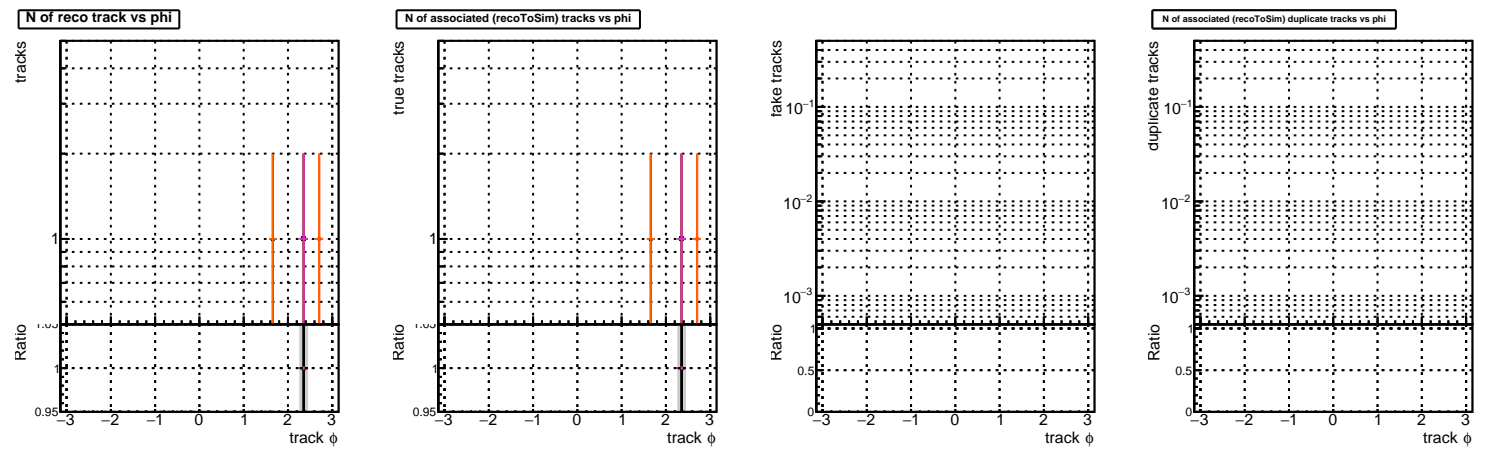 N of reco track vs phi
tracks
1
Ratio
1.05
1
0.95
−3 −2 −1 0 1 2 3
track ϕ
N of associated (recoToSim) tracks vs phi
true tracks
1
Ratio
1.05
1
0.95
−3 −2 −1 0 1 2 3
track ϕ
fake tracks
10−1
10−2
10−3
Ratio
1
0.5
0
−3 −2 −1 0 1 2 3
track ϕ
N of associated (recoToSim) duplicate tracks vs phi
duplicate tracks
10−1
10−2
10−3
Ratio
1
0.5
0
−3 −2 −1 0 1 2 3
track ϕ